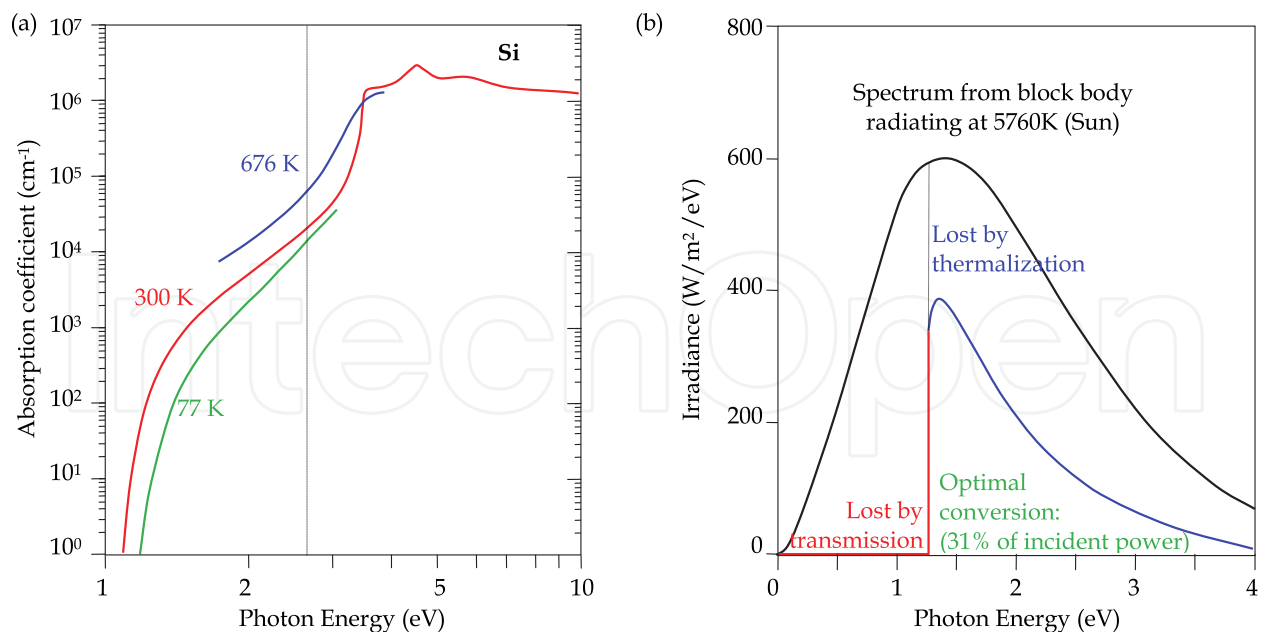 (a)
Absorption coefficient (cm⁻¹)
10⁷
10⁶
10⁵
10⁴
10³
10²
10¹
10⁰
Si
676 K
300 K
77 K
1
2
5
10
Photon Energy (eV)
(b)
Irradiance (W/m²/eV)
800
600
400
200
0
Spectrum from block body
radiating at 5760K (Sun)
Lost by
thermalization
Lost by
transmission
Optimal
conversion:
(31% of incident power)
0
1
2
3
4
Photon Energy (eV)
IntechOpen